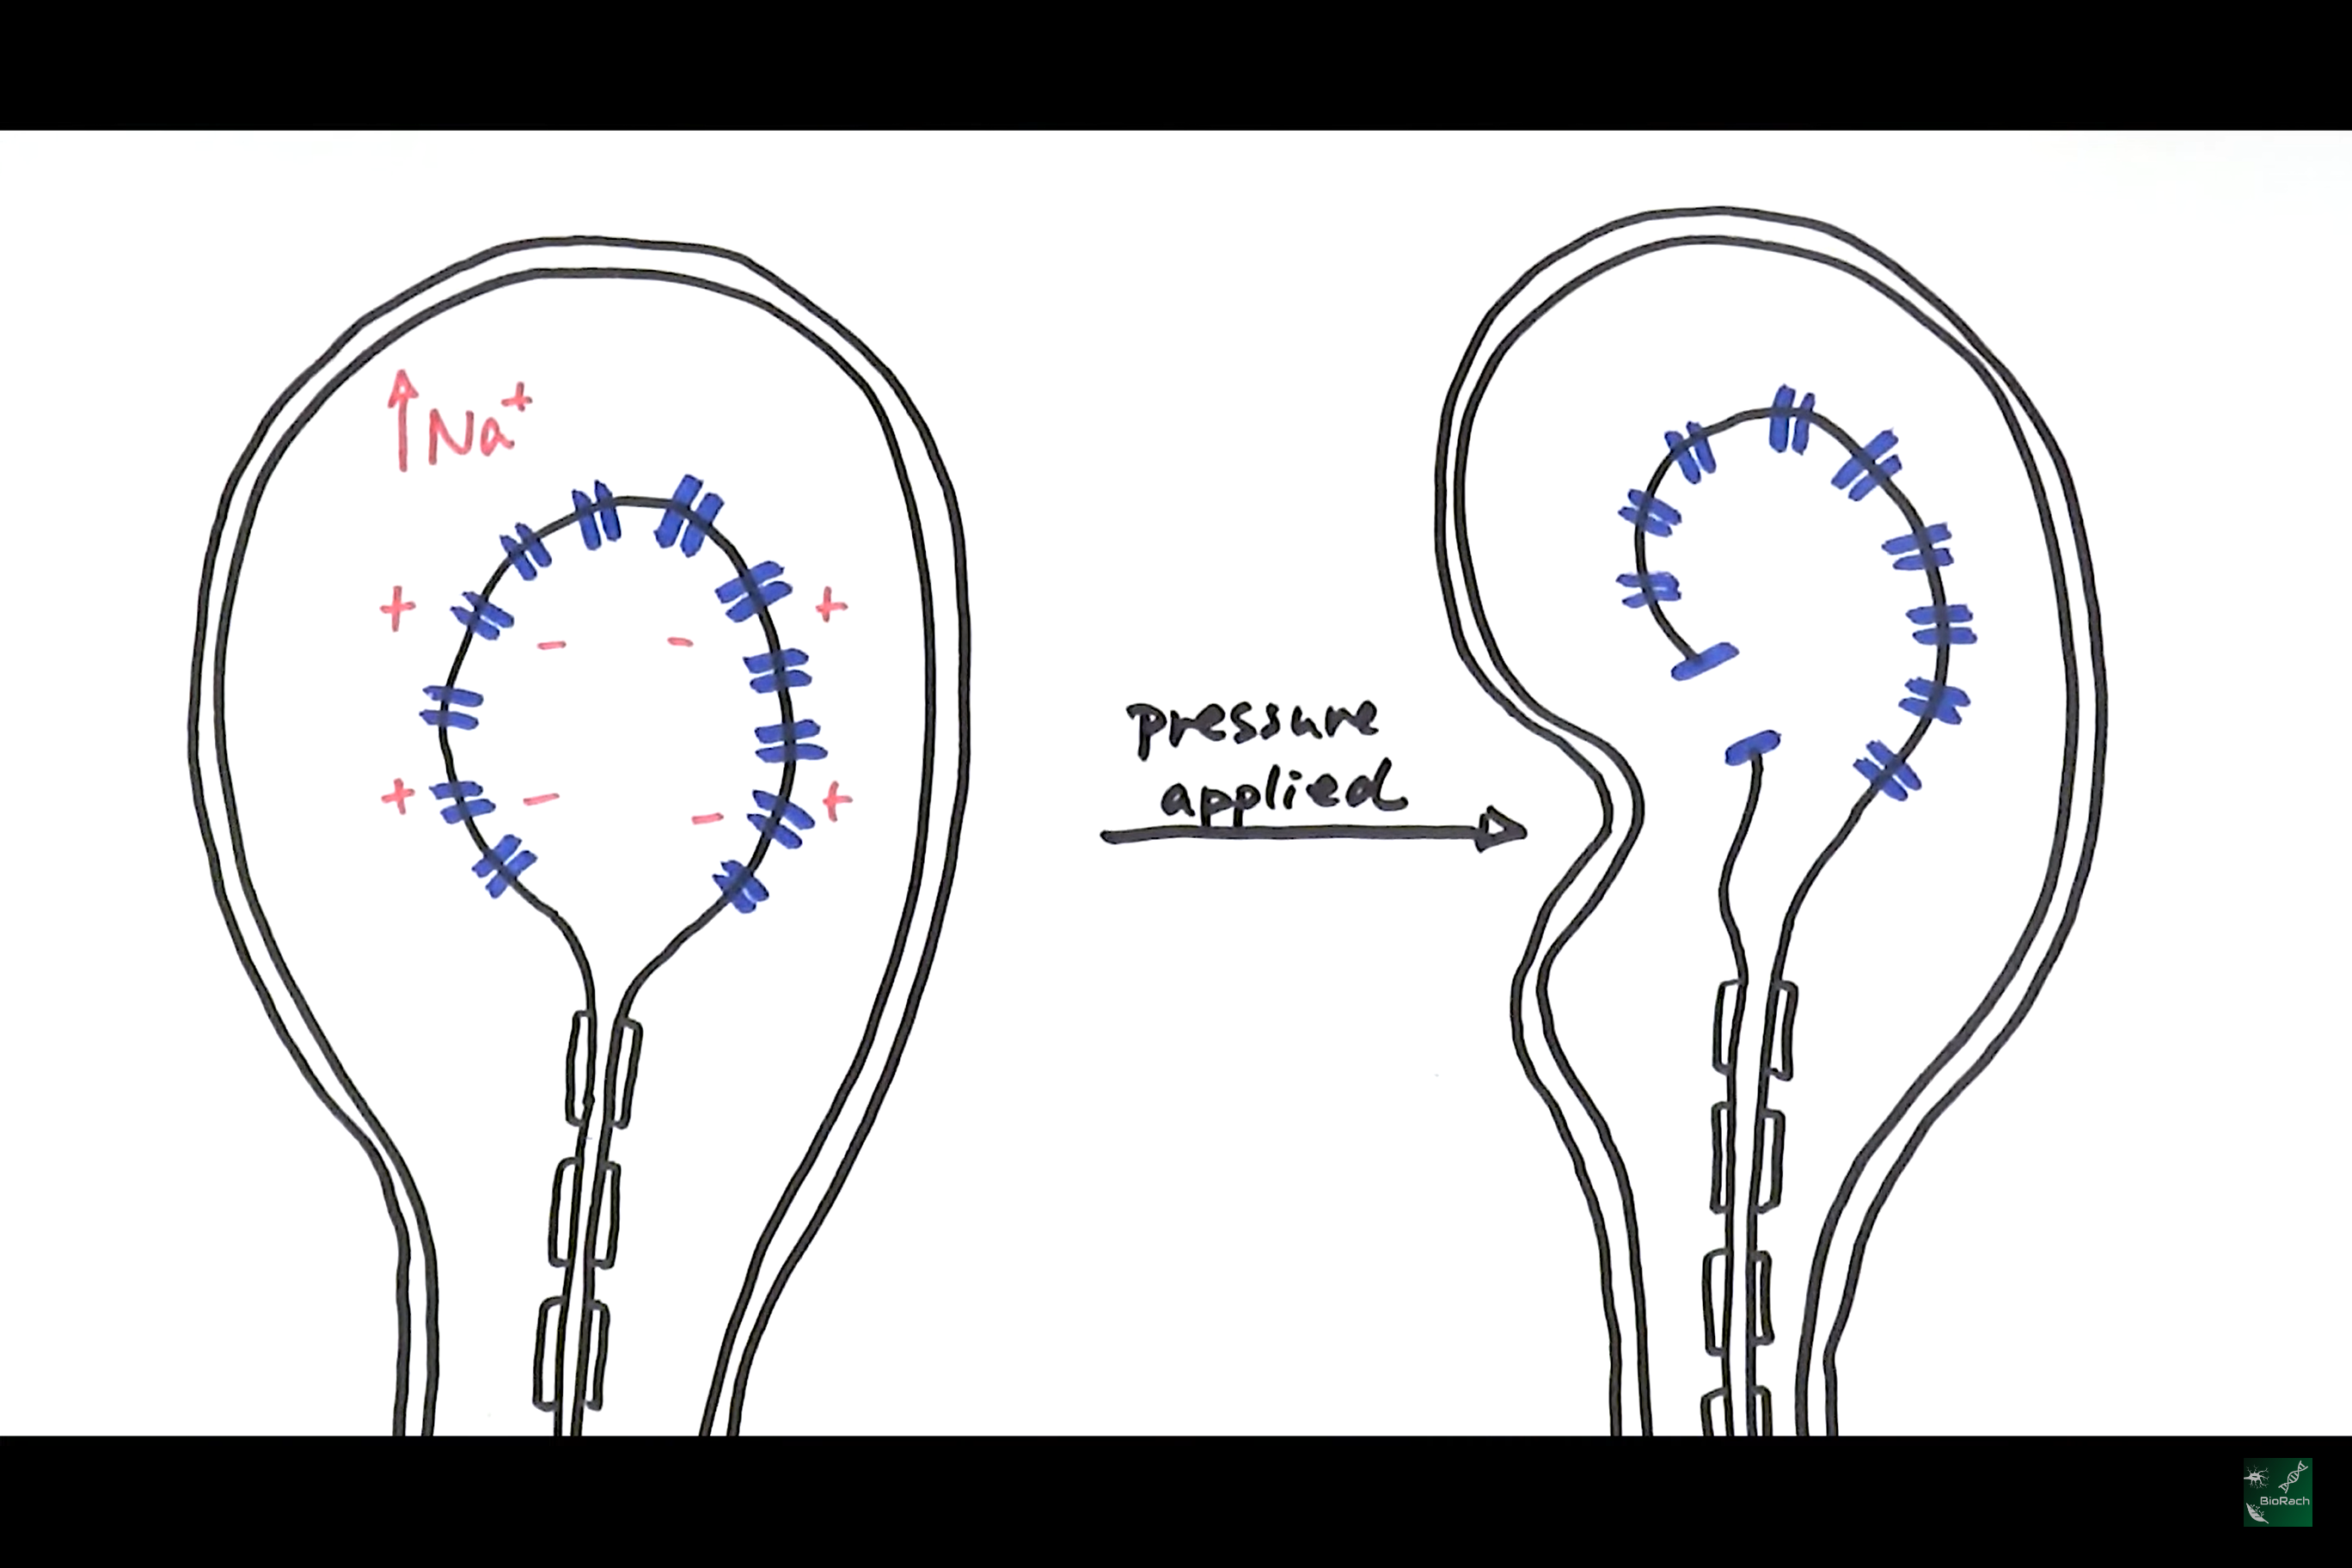 ↑Na⁺
+ +
- -
+ +
- -
pressure
applied
BioRach